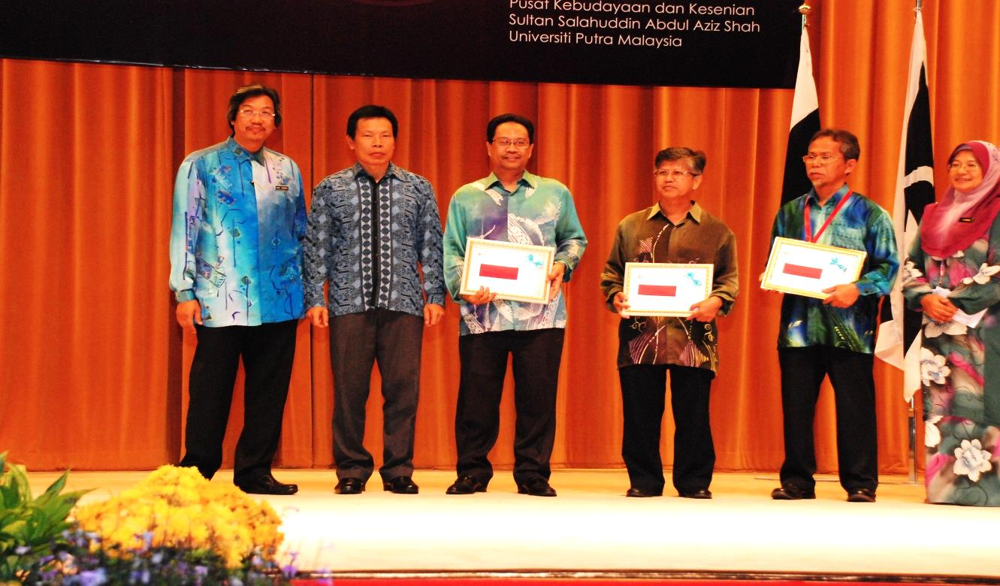 Pusat Kebudayaan dan Kesenian
Sultan Salahuddin Abdul Aziz Shah
Universiti Putra Malaysia